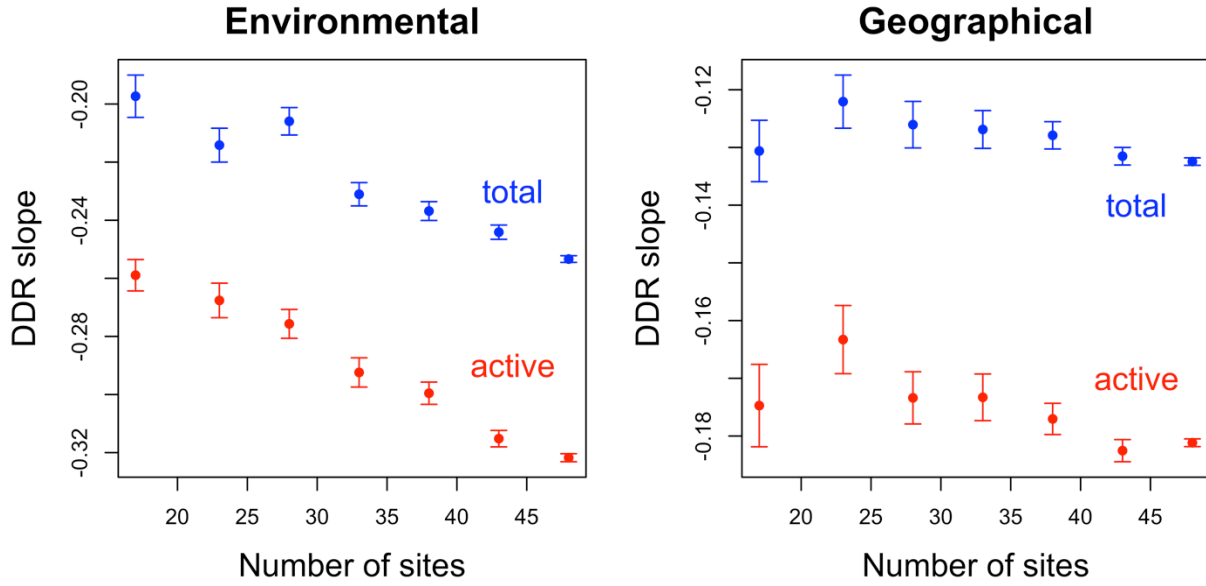 Environmental
DDR slope
-0.20
-0.24
-0.28
-0.32
total
active
20 25 30 35 40 45
Number of sites
Geographical
DDR slope
-0.12
-0.14
-0.16
-0.18
total
active
20 25 30 35 40 45
Number of sites